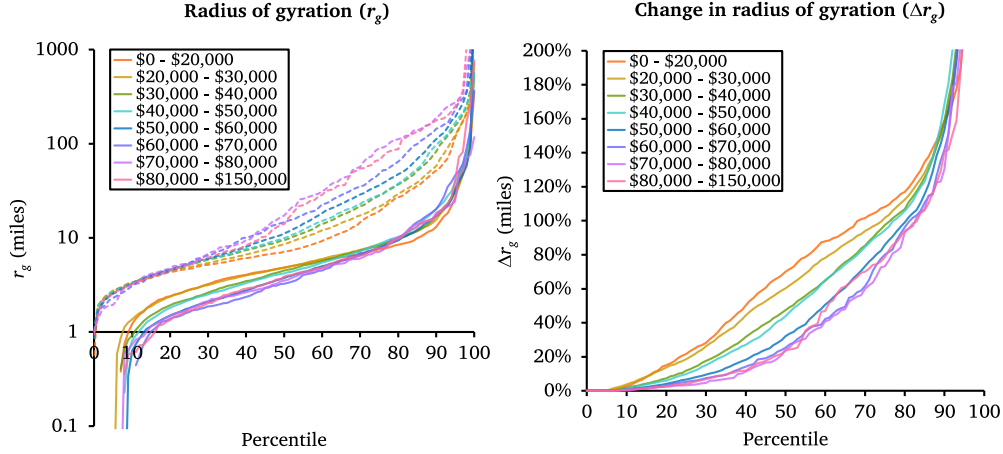 Radius of gyration (rg)
1000
100
10
1
0.1
rg (miles)
$0 - $20,000
$20,000 - $30,000
$30,000 - $40,000
$40,000 - $50,000
$50,000 - $60,000
$60,000 - $70,000
$70,000 - $80,000
$80,000 - $150,000
0 10 20 30 40 50 60 70 80 90 100
Percentile
Change in radius of gyration (Δrg)
200%
180%
160%
140%
120%
100%
80%
60%
40%
20%
0%
Δrg (miles)
$0 - $20,000
$20,000 - $30,000
$30,000 - $40,000
$40,000 - $50,000
$50,000 - $60,000
$60,000 - $70,000
$70,000 - $80,000
$80,000 - $150,000
0 10 20 30 40 50 60 70 80 90 100
Percentile